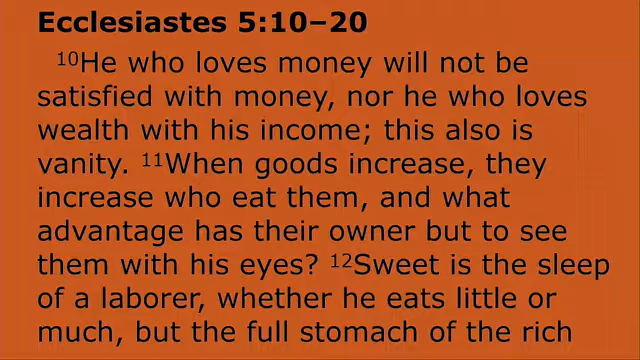 Ecclesiastes 5:10–20
¹⁰He who loves money will not be
satisfied with money, nor he who loves
wealth with his income; this also is
vanity. ¹¹When goods increase, they
increase who eat them, and what
advantage has their owner but to see
them with his eyes? ¹²Sweet is the sleep
of a laborer, whether he eats little or
much, but the full stomach of the rich